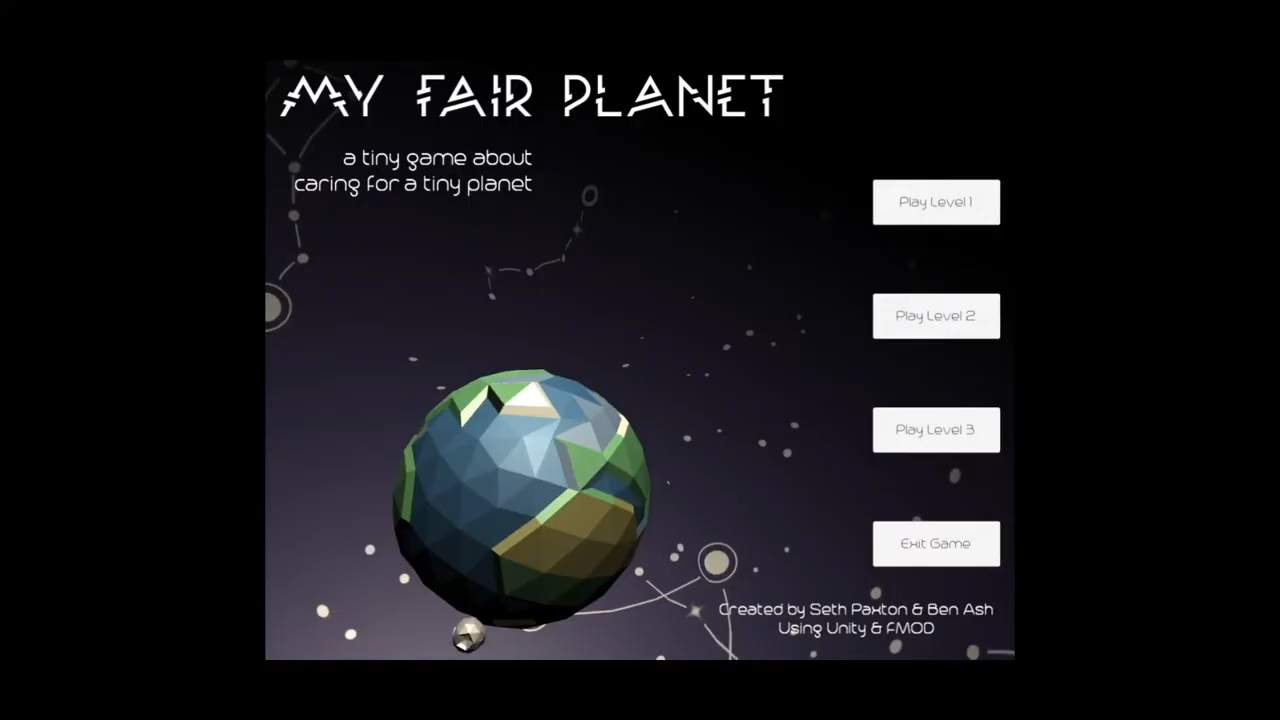 MY FAIR PLANET
a tiny game about
caring for a tiny planet
Play Level 1
Play Level 2
Play Level 3
Exit Game
Created by Seth Paxton & Ben Ash
Using Unity & FMOD